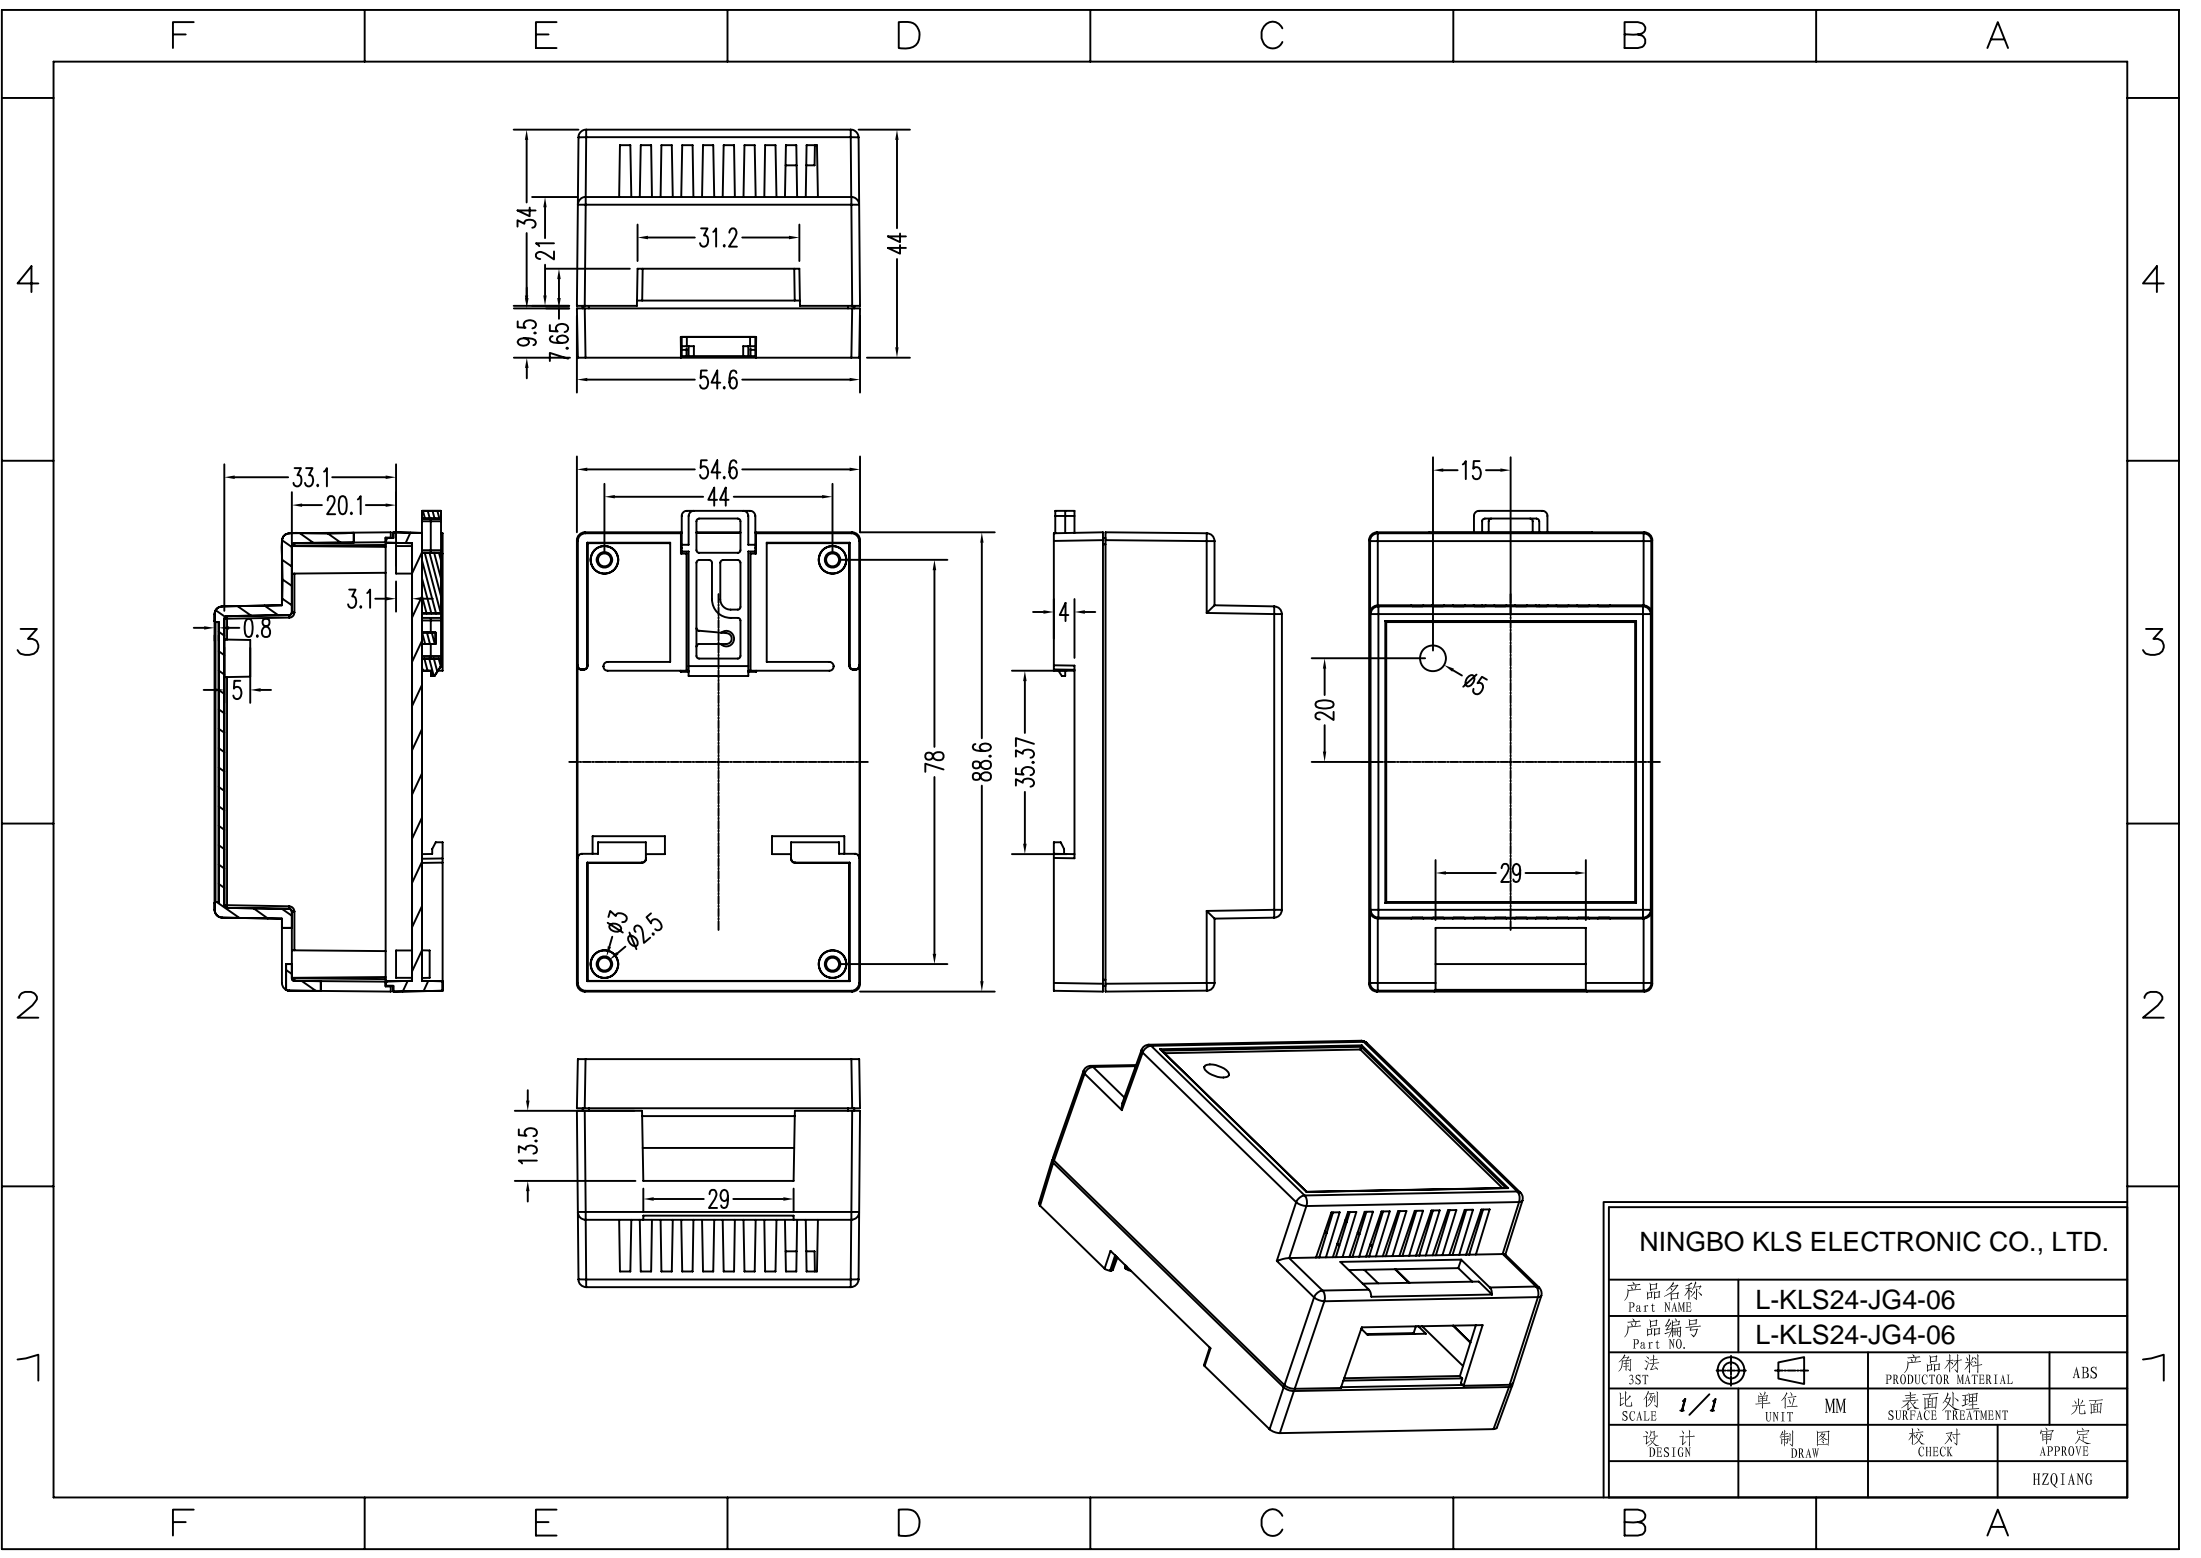 F E D C B A
34
21
31.2
44
4 4
9.5
7.65
54.6
33.1
20.1
54.6
44
15
3.1
4
0.8
3 3
5
ø5
20
78
88.6
35.37
29
ø3
ø2.5
2 2
13.5
29
NINGBO KLS ELECTRONIC CO., LTD.
产品名称
Part NAME
L-KLS24-JG4-06
产品编号
Part NO.
L-KLS24-JG4-06
角 法
3ST
产品材料
PRODUCTOR MATERIAL
ABS
1 1
比 例
SCALE
1/1
单 位
UNIT
MM
表面处理
SURFACE TREATMENT
光面
设 计
DESIGN
制 图
DRAW
校 对
CHECK
审 定
APPROVE
HZQIANG
F E D C B A